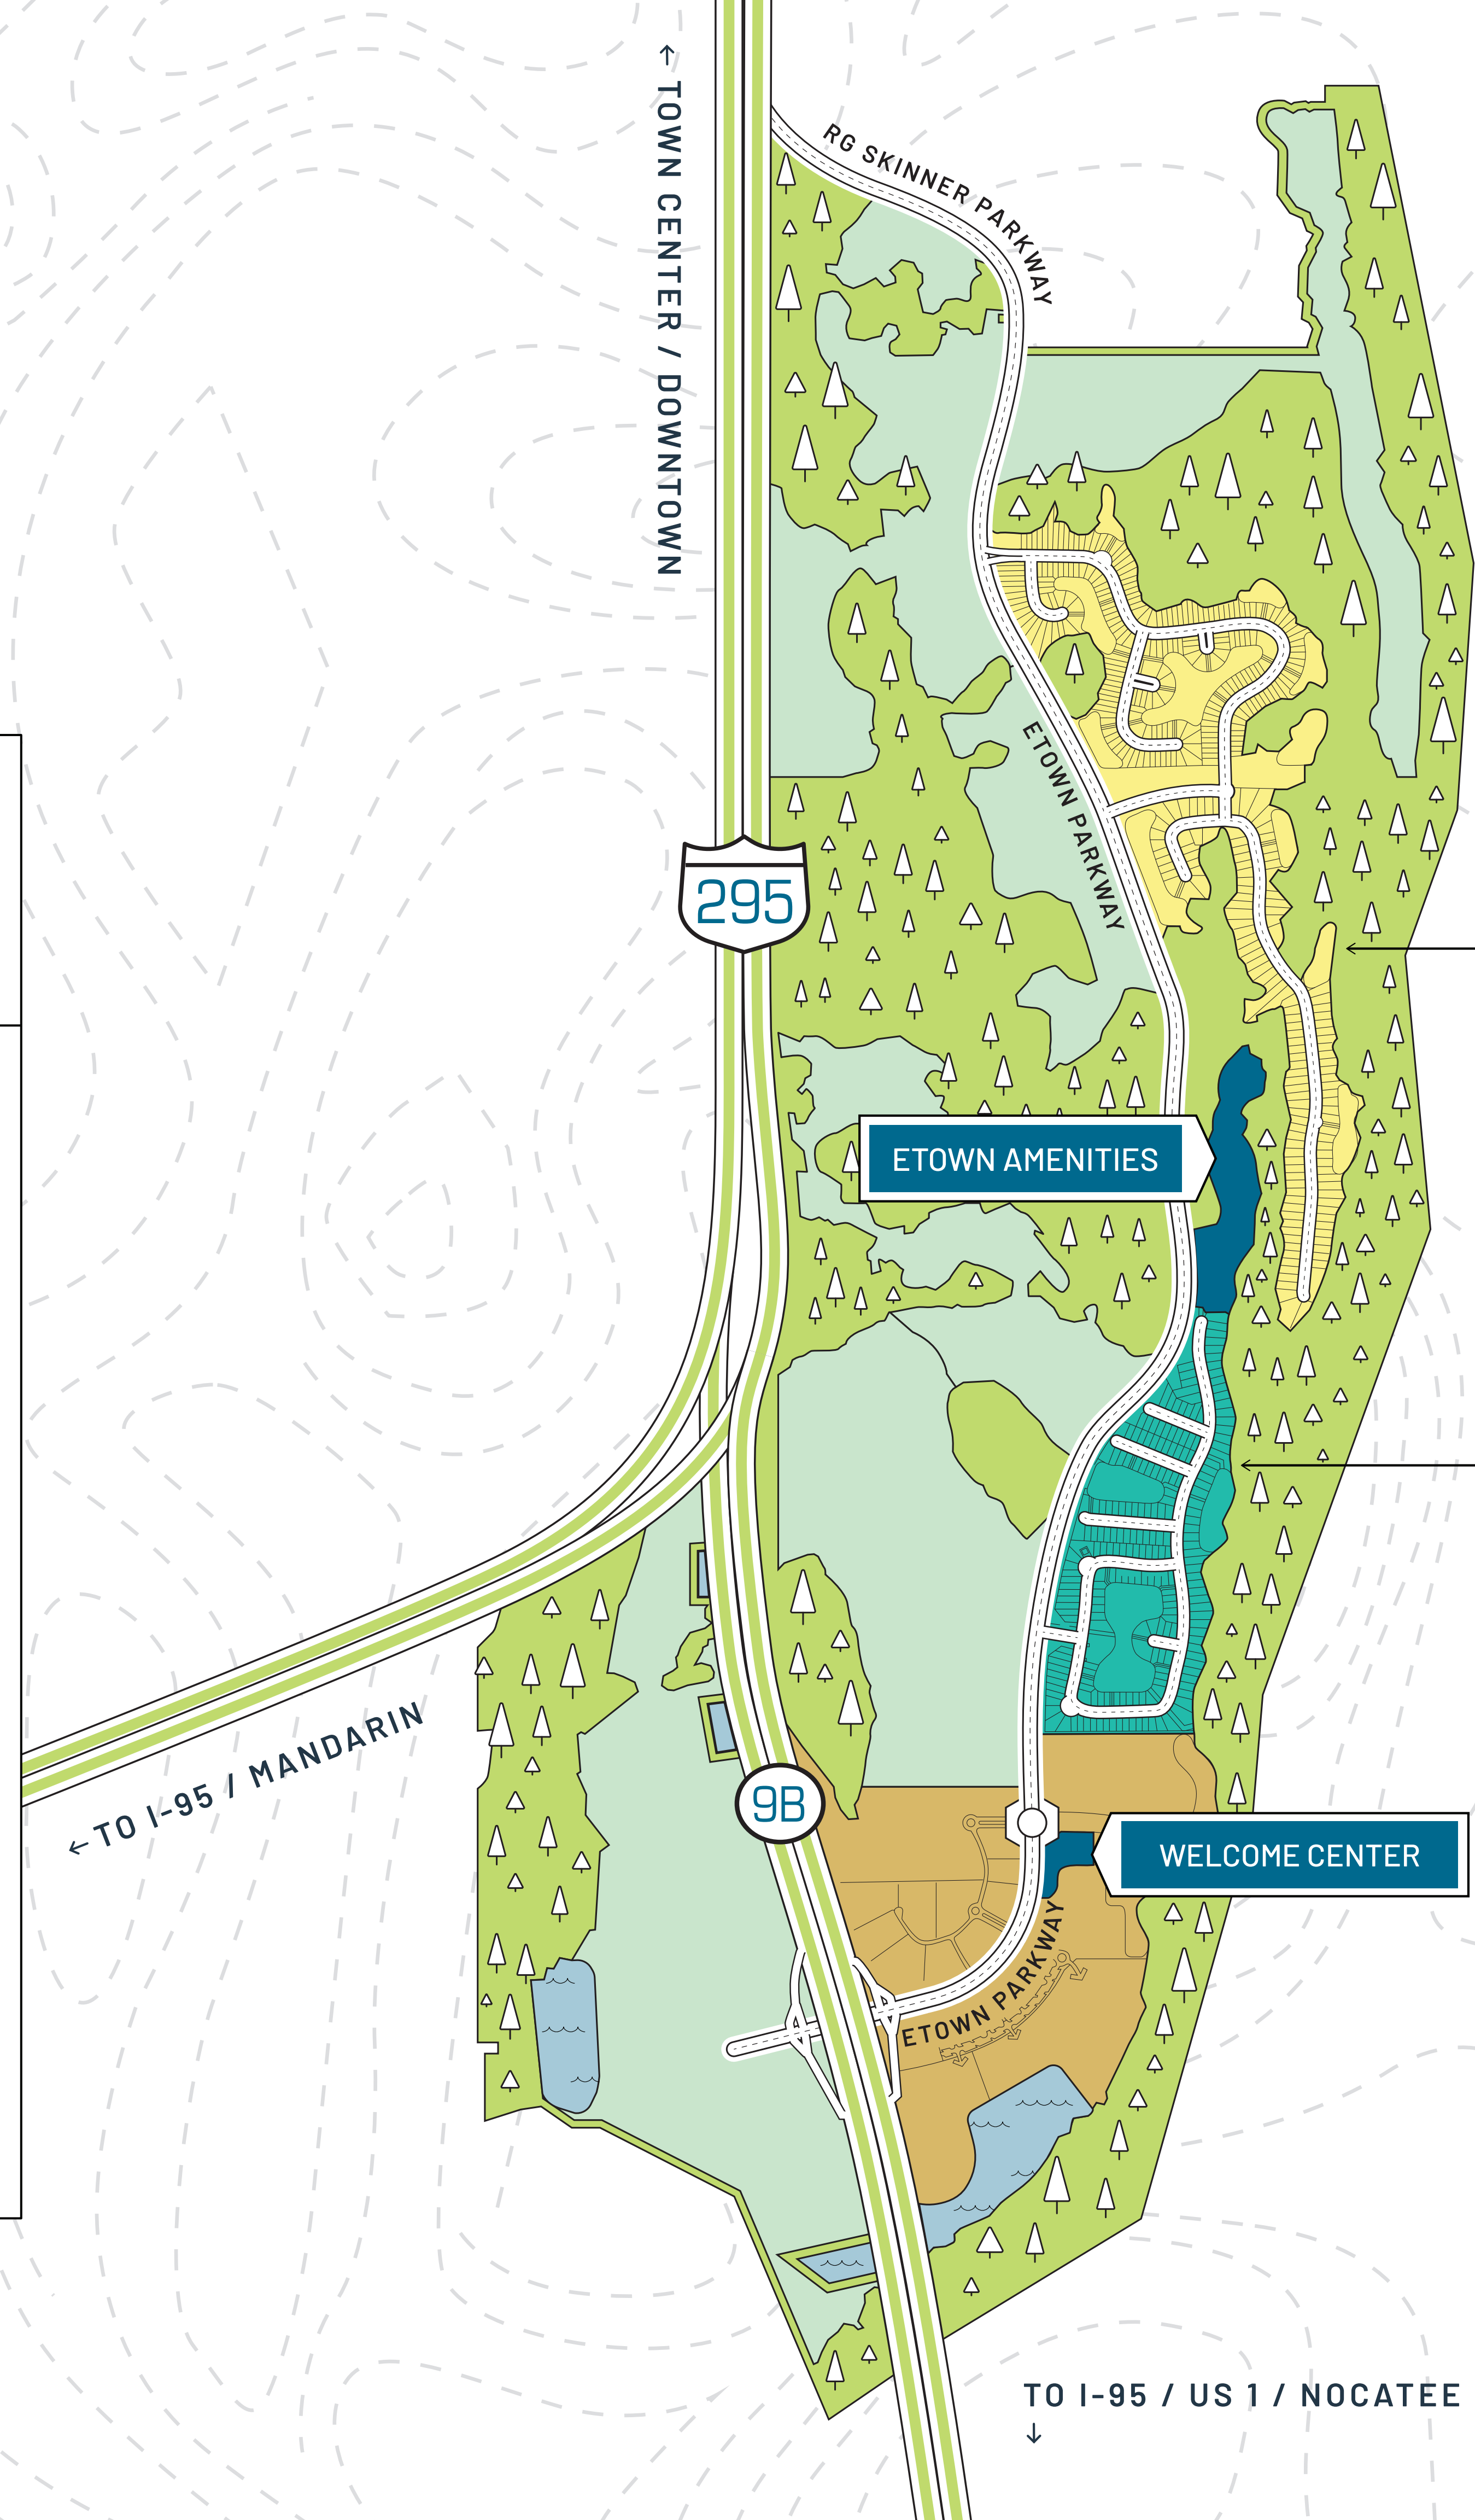 ← TOWN CENTER / DOWNTOWN
RG SKINNER PARKWAY
ETOWN PARKWAY
295
ETOWN AMENITIES
← TO I-95 / MANDARIN
9B
WELCOME CENTER
ETOWN PARKWAY
TO I-95 / US 1 / NOCATEE
↓